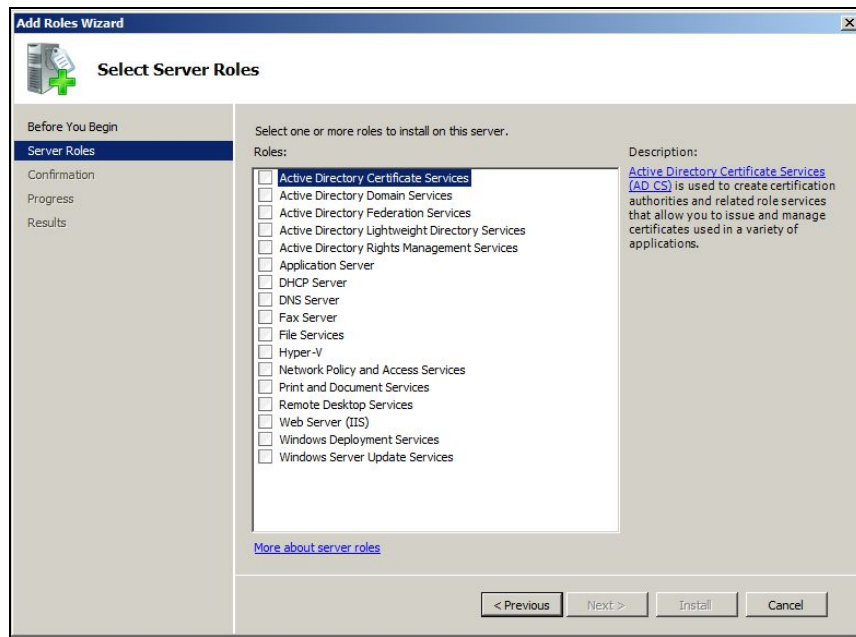 Add Roles Wizard
Select Server Roles
Before You Begin
Server Roles
Confirmation
Progress
Results
Select one or more roles to install on this server.
Roles:
Active Directory Certificate Services
Active Directory Domain Services
Active Directory Federation Services
Active Directory Lightweight Directory Services
Active Directory Rights Management Services
Application Server
DHCP Server
DNS Server
Fax Server
File Services
Hyper-V
Network Policy and Access Services
Print and Document Services
Remote Desktop Services
Web Server (IIS)
Windows Deployment Services
Windows Server Update Services
More about server roles
Description:
Active Directory Certificate Services
(AD CS) is used to create certification
authorities and related role services
that allow you to issue and manage
certificates used in a variety of
applications.
< Previous
Next >
Install
Cancel